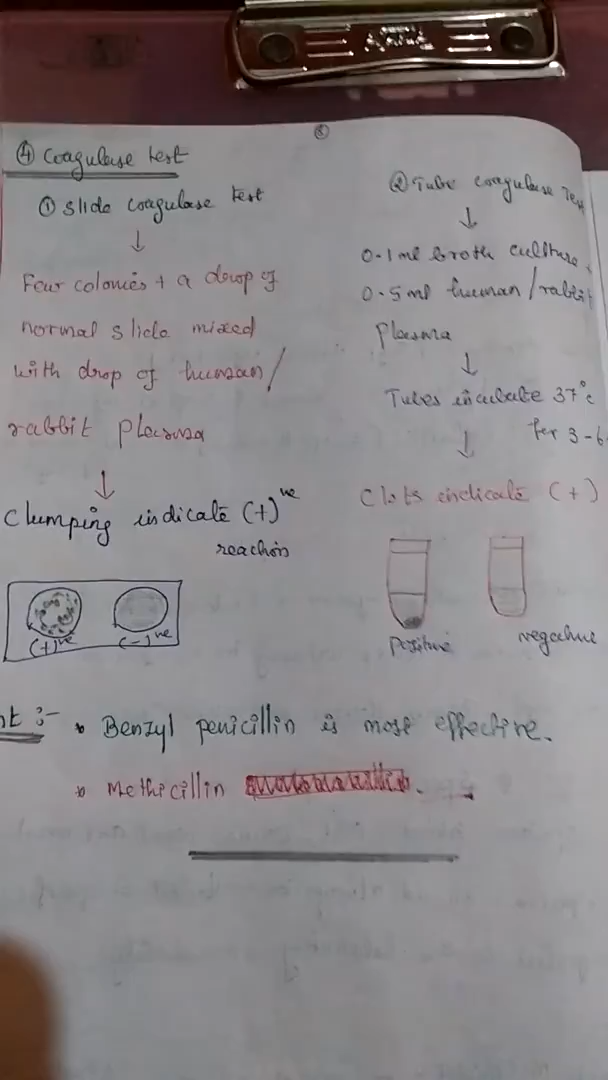 ④ Coagulase test
① Slide coagulase test
↓
Four colonies + a drop of
normal slide mixed
with drop of human/
rabbit Plasma
↓
Clumping indicate (+)ve
reaction
(+)ve (-)ve
② Tube coagulase Test
↓
0.1 ml broth culture
0.5 ml human/rabbit
Plasma
↓
Tubes incubate 37°c
for 3-6
↓
Clots indicate (+)
Positive negative
nt :- • Benzyl penicillin is most effective.
• Methicillin